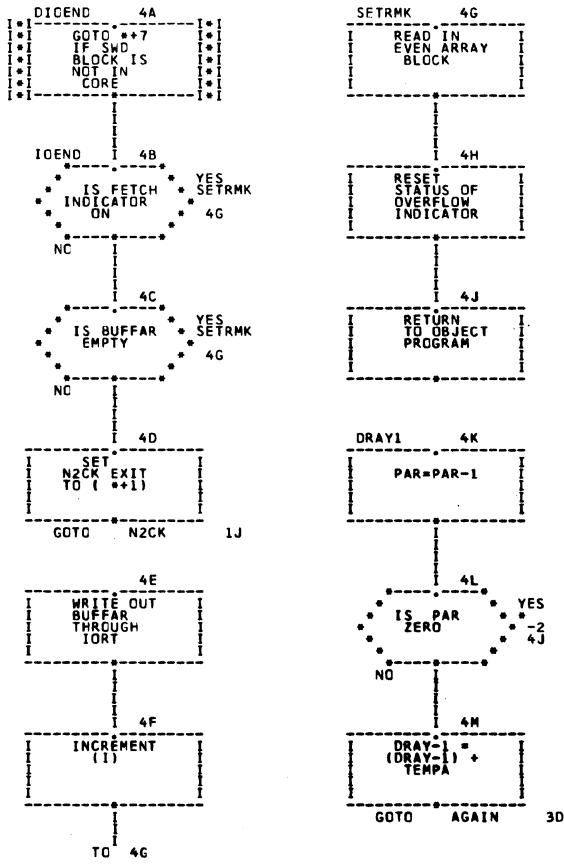 DIOEND 4A
GOTO *+7
IF SWD
BLOCK IS
NOT IN
CORE
IOEND 4B
IS FETCH
INDICATOR
ON
YES
SETRMK
4G
NO
4C
IS BUFFAR
EMPTY
YES
SETRMK
4G
NO
4D
SET
N2CK EXIT
TO ( *+1)
GOTO N2CK 1J
4E
WRITE OUT
BUFFAR
THROUGH
IORT
4F
INCREMENT
(I)
TO 4G
SETRMK 4G
READ IN
EVEN ARRAY
BLOCK
4H
RESET
STATUS OF
OVERFLOW
INDICATOR
4J
RETURN
TO OBJECT
PROGRAM
DRAY1 4K
PAR=PAR-1
4L
IS PAR
ZERO
YES
*
-2
4J
NO
4M
DRAY-1 =
(DRAY-1) +
TEMPA
GOTO AGAIN 3D